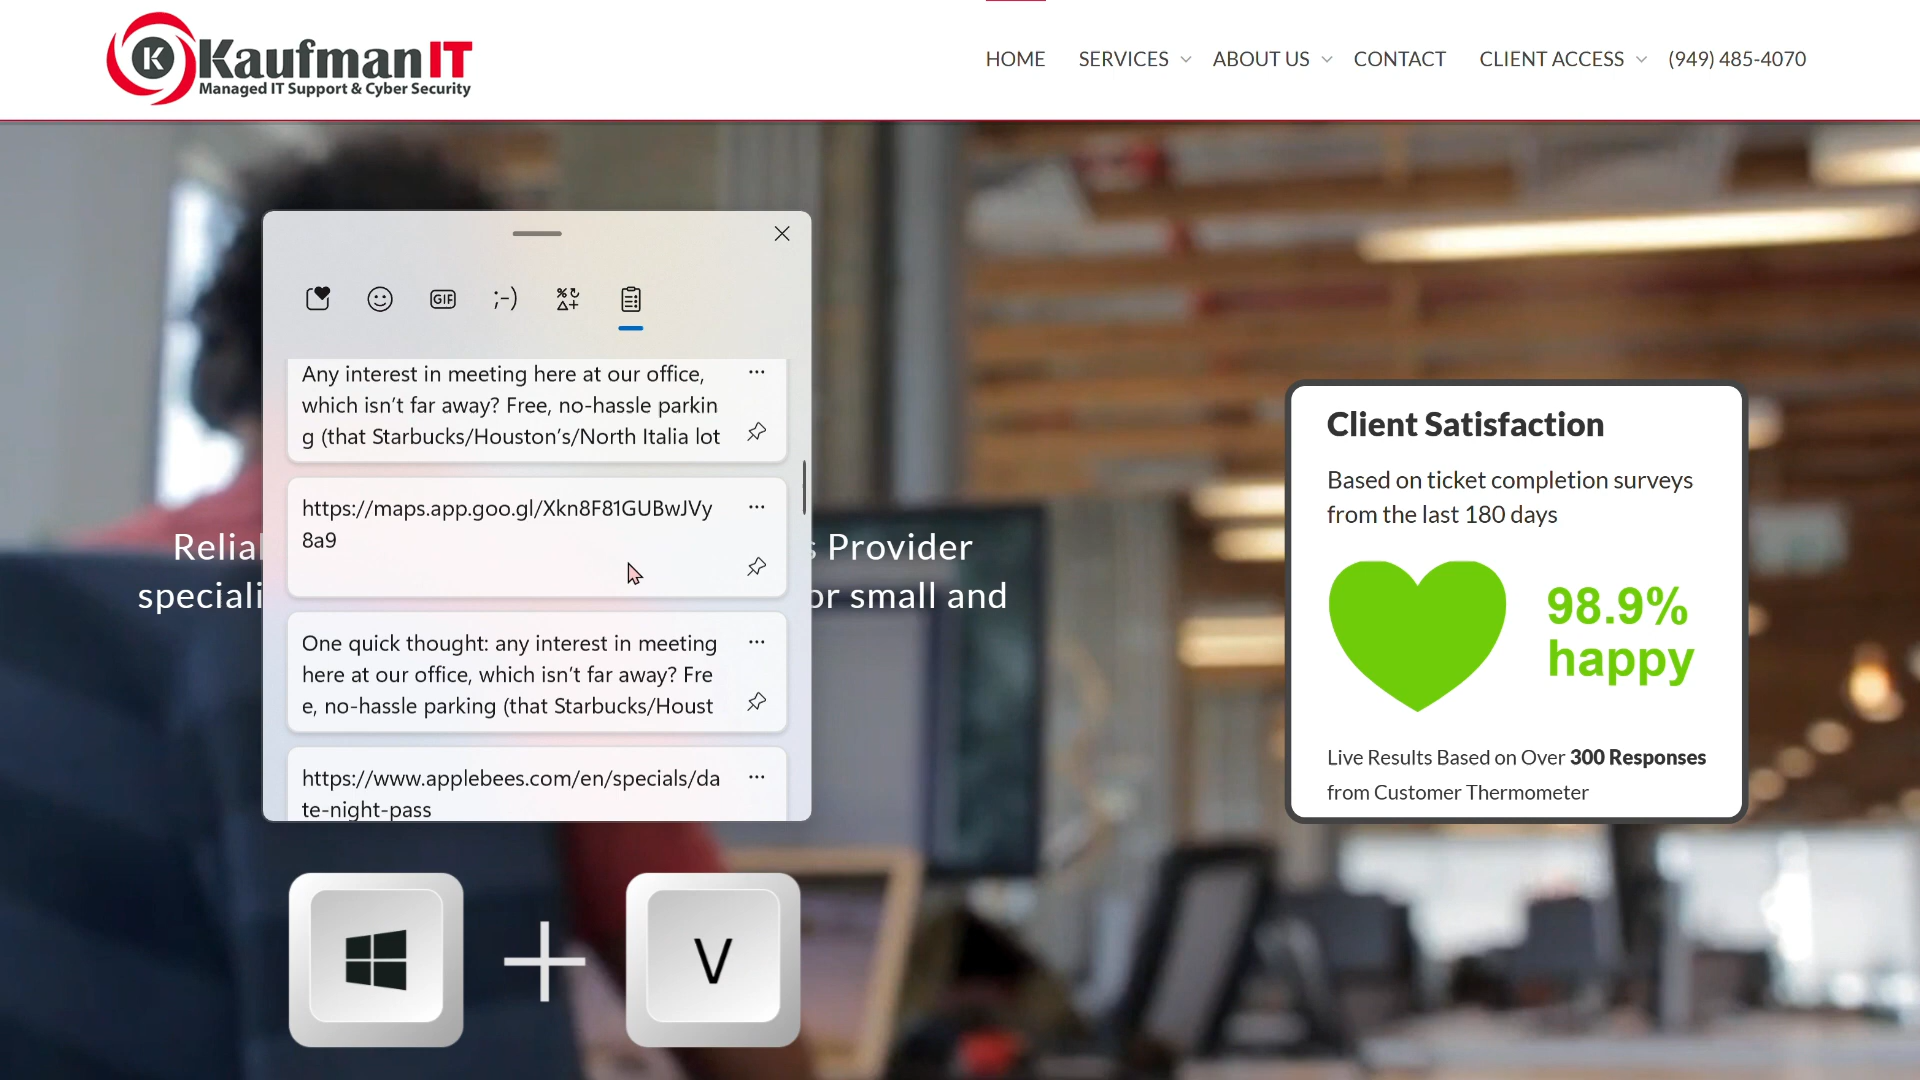 K Kaufman IT
Managed IT Support & Cyber Security
HOME SERVICES ABOUT US CONTACT CLIENT ACCESS (949) 485-4070
GIF ;-)
Any interest in meeting here at our office,
which isn't far away? Free, no-hassle parkin
g (that Starbucks/Houston's/North Italia lot
https://maps.app.goo.gl/Xkn8F81GUBwJVy
8a9
One quick thought: any interest in meeting
here at our office, which isn't far away? Fre
e, no-hassle parking (that Starbucks/Houst
https://www.applebees.com/en/specials/da
te-night-pass
Provider
speciali
small and
Client Satisfaction
Based on ticket completion surveys
from the last 180 days
98.9%
happy
Live Results Based on Over 300 Responses
from Customer Thermometer
+ V